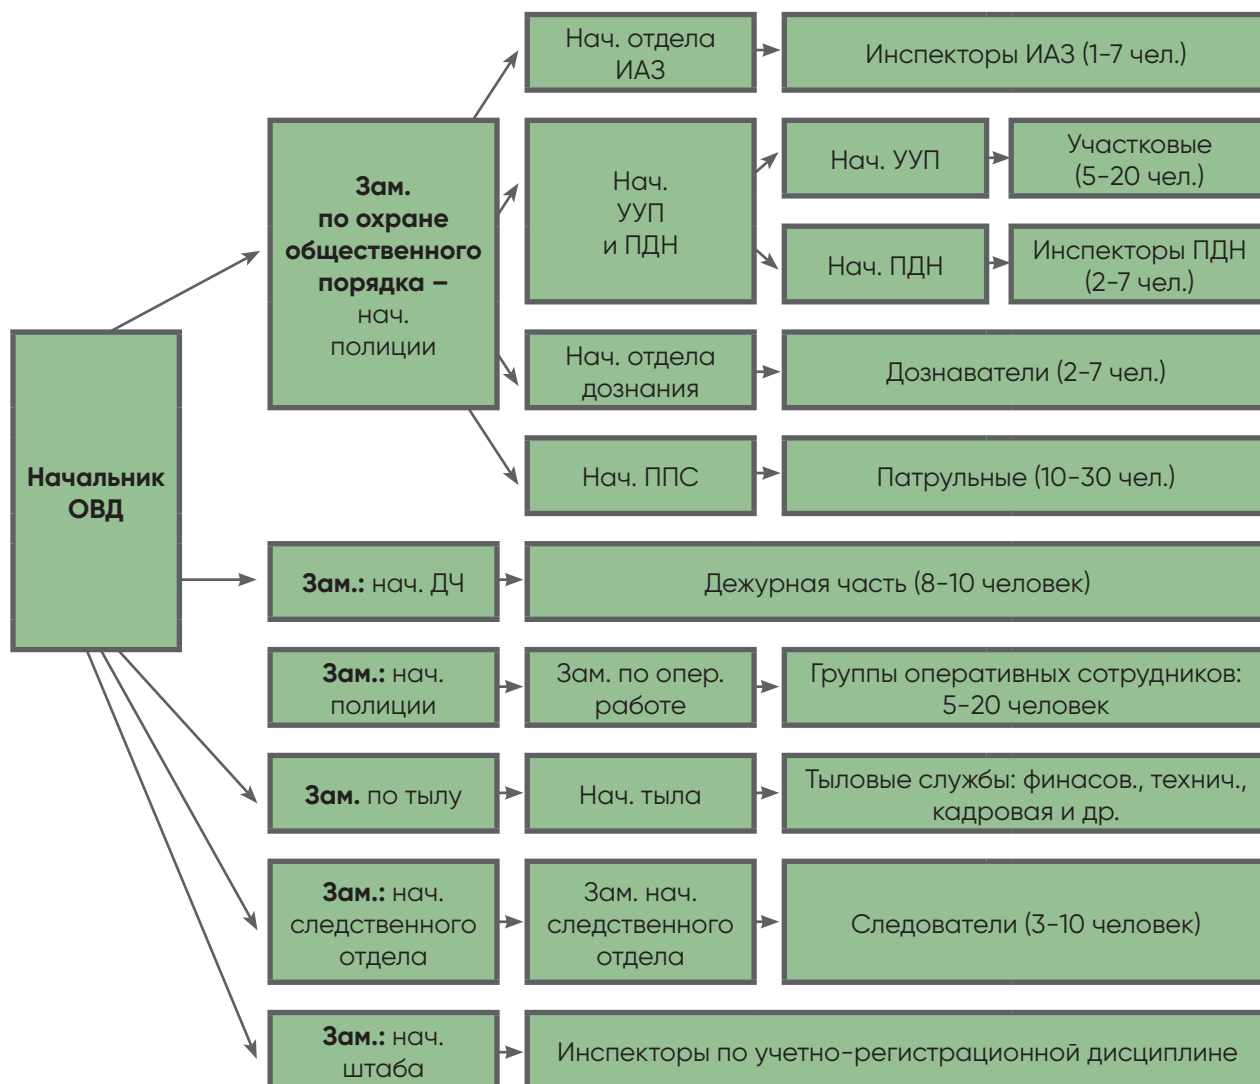 Начальник
ОВД
Зам.
по охране
общественного
порядка –
нач.
полиции
Нач. отдела
ИАЗ
Инспекторы ИАЗ (1-7 чел.)
Нач.
УУП
и ПДН
Нач. УУП
Участковые
(5-20 чел.)
Нач. ПДН
Инспекторы ПДН
(2-7 чел.)
Нач. отдела
дознания
Дознаватели (2-7 чел.)
Нач. ППС
Патрульные (10-30 чел.)
Зам.: нач. ДЧ
Дежурная часть (8-10 человек)
Зам.: нач.
полиции
Зам. по опер.
работе
Группы оперативных сотрудников:
5-20 человек
Зам. по тылу
Нач. тыла
Тыловые службы: финасов., технич.,
кадровая и др.
Зам.: нач.
следственного
отдела
Зам. нач.
следственного
отдела
Следователи (3-10 человек)
Зам.: нач.
штаба
Инспекторы по учетно-регистрационной дисциплине